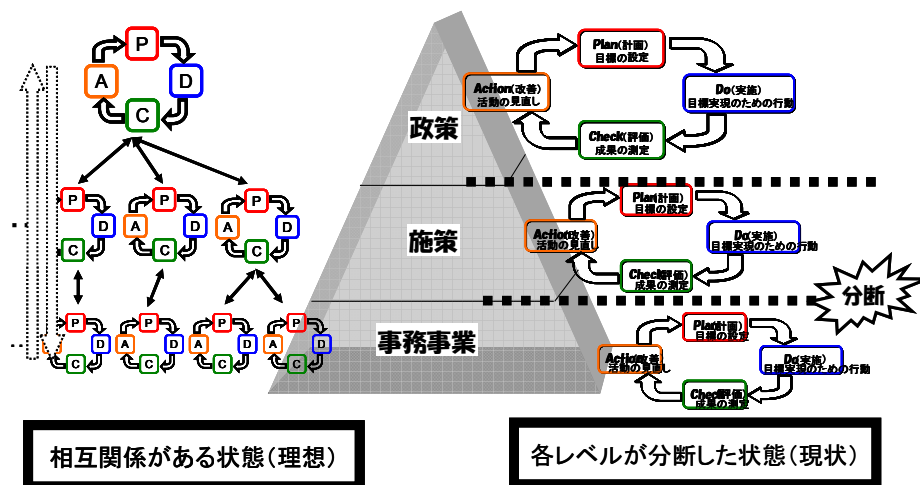 P
A
D
C
P
D
C
P
A
D
C
P
A
D
C
P
D
C
P
A
D
C
P
A
D
C
P
A
D
C
相互関係がある状態(理想)
政策
施策
事務事業
Plan(計画)
目標の設定
Action(改善)
活動の見直し
Do(実施)
目標実現のための行動
Check(評価)
成果の測定
Plan(計画)
目標の設定
Action(改善)
活動の見直し
Do(実施)
目標実現のための行動
Check(評価)
成果の測定
分断
Plan(計画)
目標の設定
Action(改善)
活動の見直し
Do(実施)
目標実現のための行動
Check(評価)
成果の測定
各レベルが分断した状態(現状)